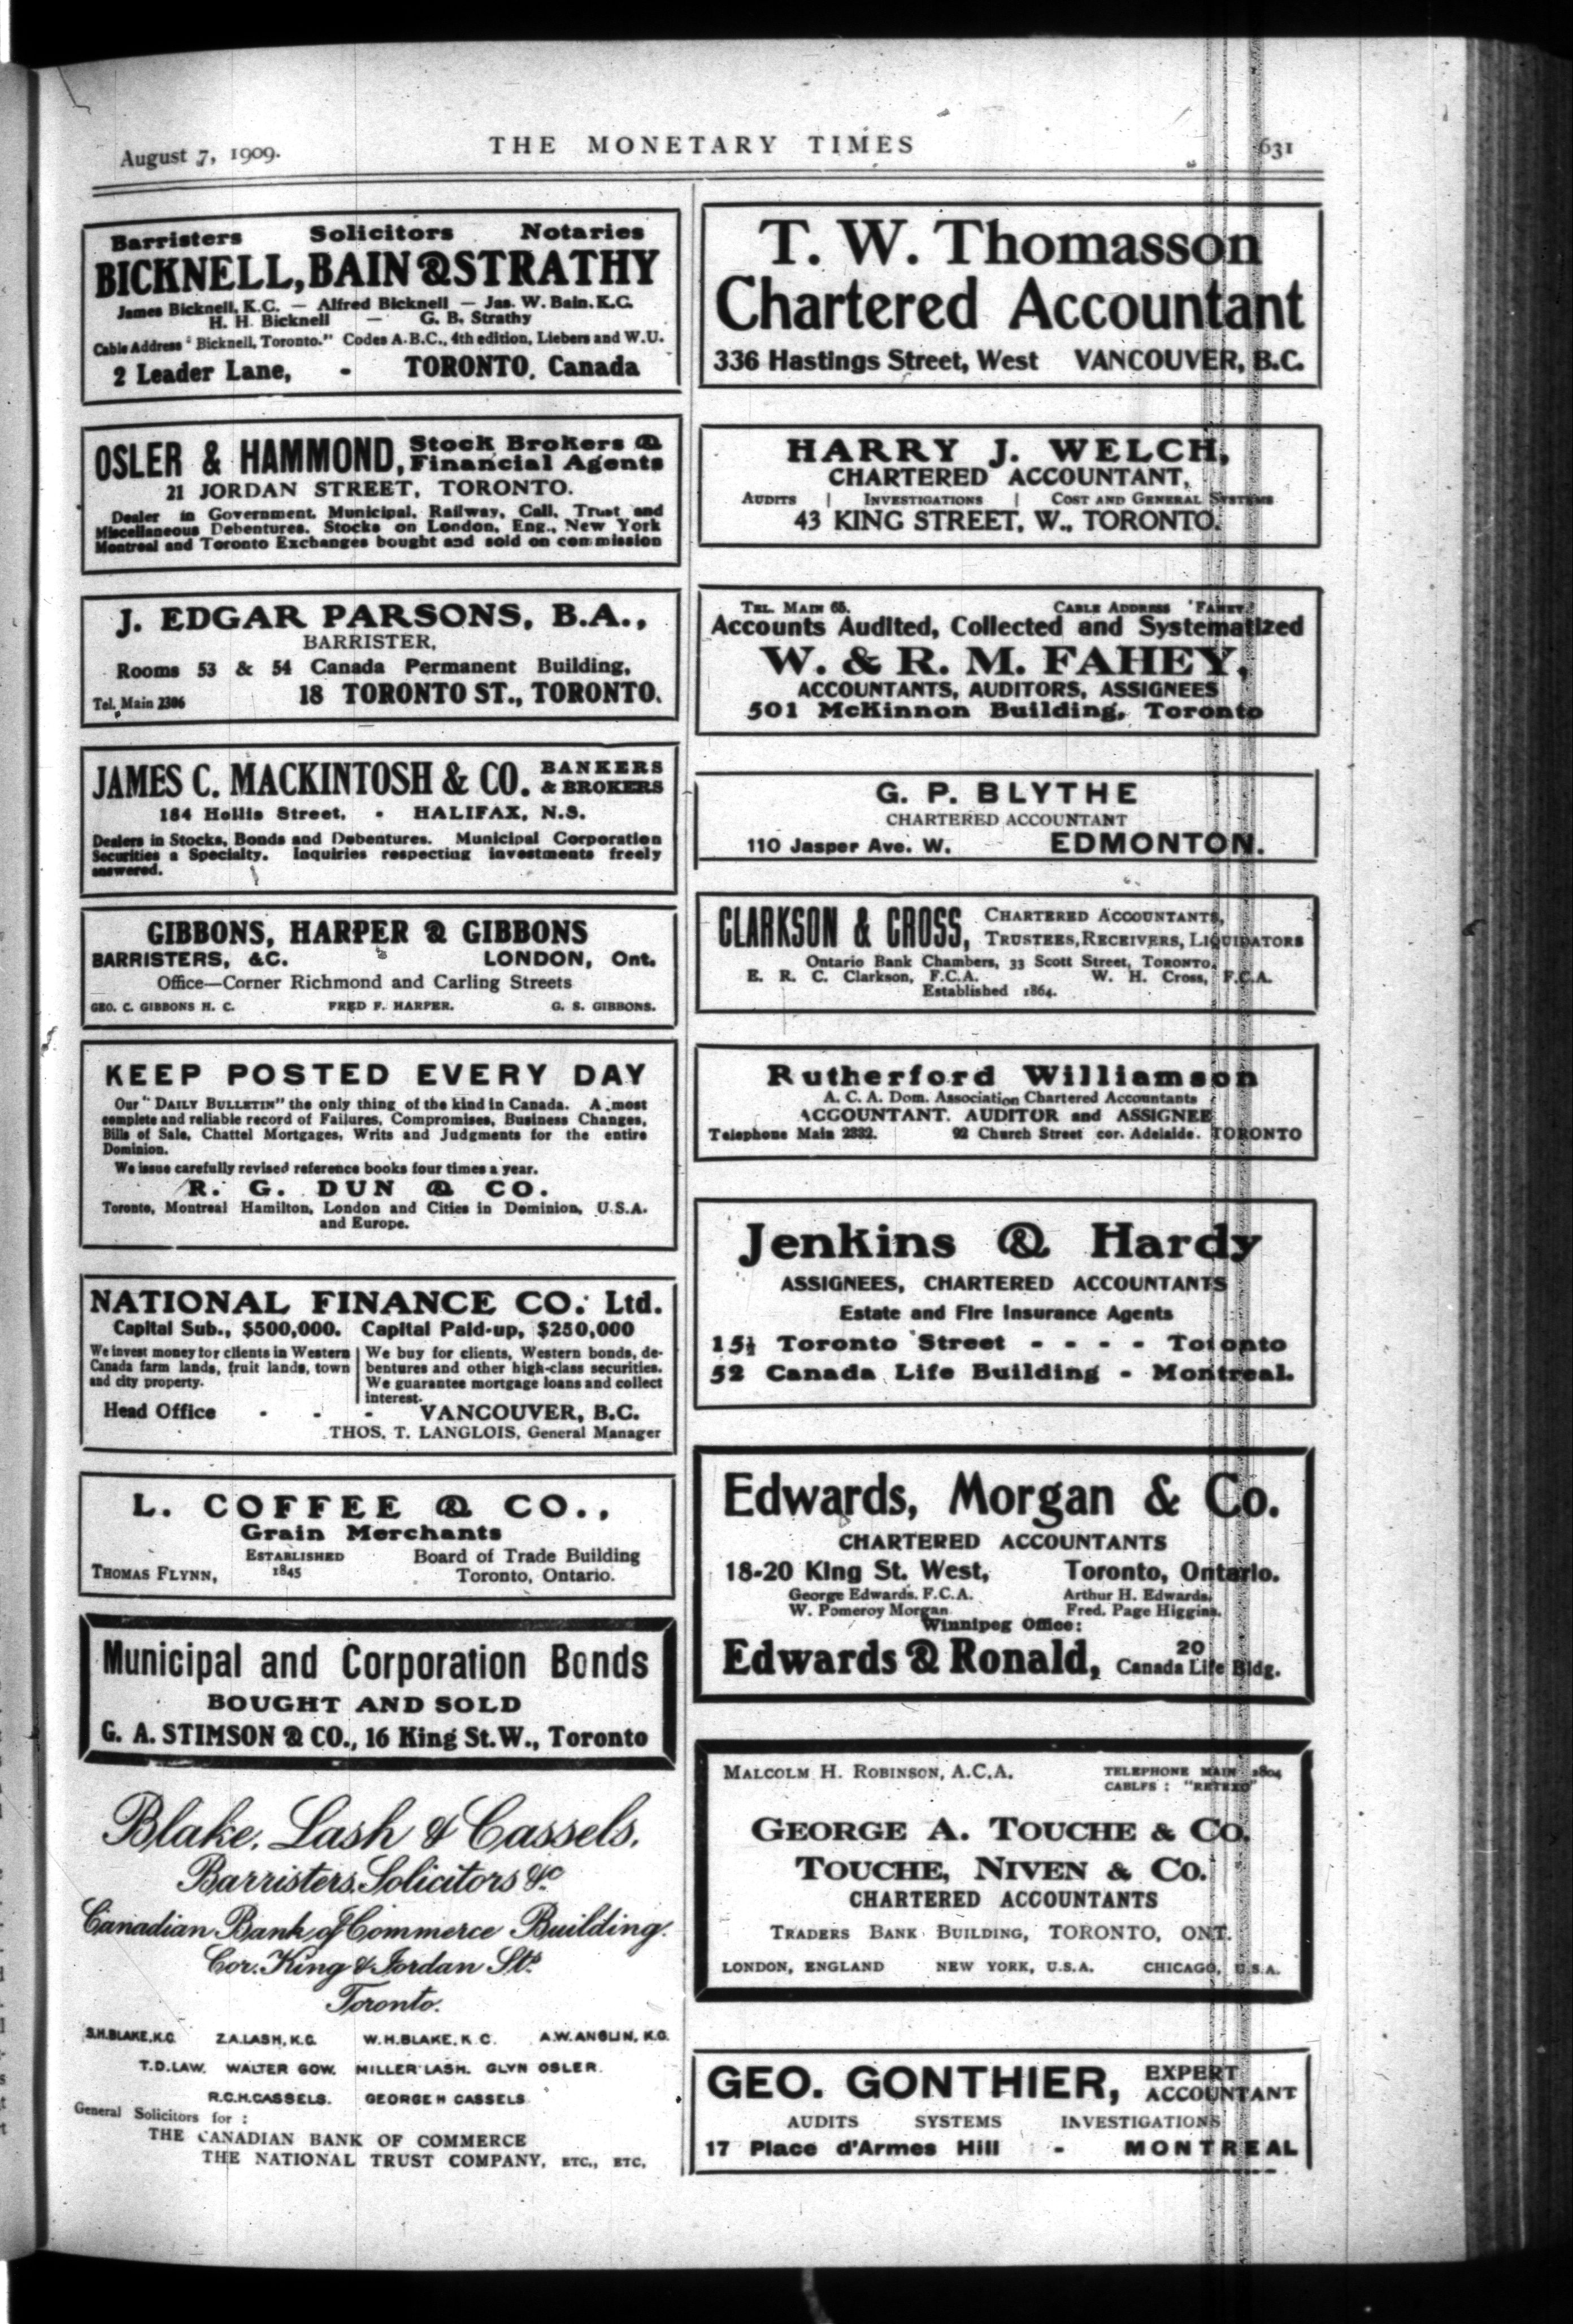 August 7, 1909.
THE MONETARY TIMES
631
Barristers Solicitors Notaries
BICKNELL, BAIN & STRATHY
James Bicknell, K.C. — Alfred Bicknell — Jas. W. Bain, K.C.
H. H. Bicknell — G. B. Strathy
Cable Address "Bicknell, Toronto." Codes A.B.C., 4th edition, Liebers and W.U.
2 Leader Lane, - TORONTO, Canada
OSLER & HAMMOND, Stock Brokers &
Financial Agents
21 JORDAN STREET, TORONTO.
Dealer in Government, Municipal, Railway, Call, Trust and
Miscellaneous Debentures. Stocks on London, Eng., New York
Montreal and Toronto Exchanges bought and sold on commission
J. EDGAR PARSONS, B.A.,
BARRISTER,
Rooms 53 & 54 Canada Permanent Building,
18 TORONTO ST., TORONTO.
Tel. Main 2306
JAMES C. MACKINTOSH & CO. BANKERS
& BROKERS
184 Hollis Street, - HALIFAX, N.S.
Dealers in Stocks, Bonds and Debentures. Municipal Corporation
Securities a Specialty. Inquiries respecting investments freely
answered.
GIBBONS, HARPER & GIBBONS
BARRISTERS, &C. LONDON, Ont.
Office—Corner Richmond and Carling Streets
GEO. C. GIBBONS H. C. FRED F. HARPER. G. S. GIBBONS.
KEEP POSTED EVERY DAY
Our "DAILY BULLETIN" the only thing of the kind in Canada. A most
complete and reliable record of Failures, Compromises, Business Changes,
Bills of Sale, Chattel Mortgages, Writs and Judgments for the entire
Dominion.
We issue carefully revised reference books four times a year.
R. G. DUN & CO.
Toronto, Montreal Hamilton, London and Cities in Dominion, U.S.A.
and Europe.
NATIONAL FINANCE CO. Ltd.
Capital Sub., $500,000. Capital Paid-up, $250,000
We invest money for clients in Western
Canada farm lands, fruit lands, town
and city property.
We buy for clients, Western bonds, de-
bentures and other high-class securities.
We guarantee mortgage loans and collect
interest.
Head Office - - - VANCOUVER, B.C.
THOS. T. LANGLOIS, General Manager
L. COFFEE & CO.,
Grain Merchants
ESTABLISHED
1845
Board of Trade Building
THOMAS FLYNN, Toronto, Ontario.
Municipal and Corporation Bonds
BOUGHT AND SOLD
G. A. STIMSON & CO., 16 King St. W., Toronto
Blake, Lash & Cassels,
Barristers, Solicitors &c
Canadian Bank of Commerce Building.
Cor. King & Jordan Sts.
Toronto.
S.H.BLAKE, K.C. Z.A.LASH, K.C. W.H.BLAKE, K.C. A.W.ANGLIN, K.C.
T.D.LAW. WALTER GOW. MILLER LASH. GLYN OSLER.
R.C.H.CASSELS. GEORGE H CASSELS
General Solicitors for :
THE CANADIAN BANK OF COMMERCE
THE NATIONAL TRUST COMPANY, ETC., ETC,
T. W. Thomasson
Chartered Accountant
336 Hastings Street, West VANCOUVER, B.C.
HARRY J. WELCH,
CHARTERED ACCOUNTANT,
AUDITS | INVESTIGATIONS | COST AND GENERAL SYSTEMS
43 KING STREET, W., TORONTO.
TEL. MAIN 65. CABLE ADDRESS 'FAHEY'
Accounts Audited, Collected and Systematized
W. & R. M. FAHEY,
ACCOUNTANTS, AUDITORS, ASSIGNEES
501 McKinnon Building, Toronto
G. P. BLYTHE
CHARTERED ACCOUNTANT
110 Jasper Ave. W. EDMONTON.
CLARKSON & CROSS, CHARTERED ACCOUNTANTS,
TRUSTEES, RECEIVERS, LIQUIDATORS
Ontario Bank Chambers, 33 Scott Street, TORONTO,
E. R. C. Clarkson, F.C.A. W. H. Cross, F.C.A.
Established 1864.
Rutherford Williamson
A. C. A. Dom. Association Chartered Accountants
ACCOUNTANT. AUDITOR and ASSIGNEE
Telephone Main 2332. 92 Church Street cor. Adelaide. TORONTO
Jenkins & Hardy
ASSIGNEES, CHARTERED ACCOUNTANTS
Estate and Fire Insurance Agents
15½ Toronto Street - - - - Toronto
52 Canada Life Building - Montreal.
Edwards, Morgan & Co.
CHARTERED ACCOUNTANTS
18-20 King St. West, Toronto, Ontario.
George Edwards, F.C.A. Arthur H. Edwards.
W. Pomeroy Morgan Fred. Page Higgins.
Winnipeg Office:
Edwards & Ronald, 20
Canada Life Bldg.
MALCOLM H. ROBINSON, A.C.A. TELEPHONE MAIN 1804
CABLES : "RETEXO"
GEORGE A. TOUCHE & CO.
TOUCHE, NIVEN & CO.
CHARTERED ACCOUNTANTS
TRADERS BANK BUILDING, TORONTO, ONT.
LONDON, ENGLAND NEW YORK, U.S.A. CHICAGO, U.S.A.
GEO. GONTHIER, EXPERT
ACCOUNTANT
AUDITS SYSTEMS INVESTIGATIONS
17 Place d'Armes Hill - MONTREAL